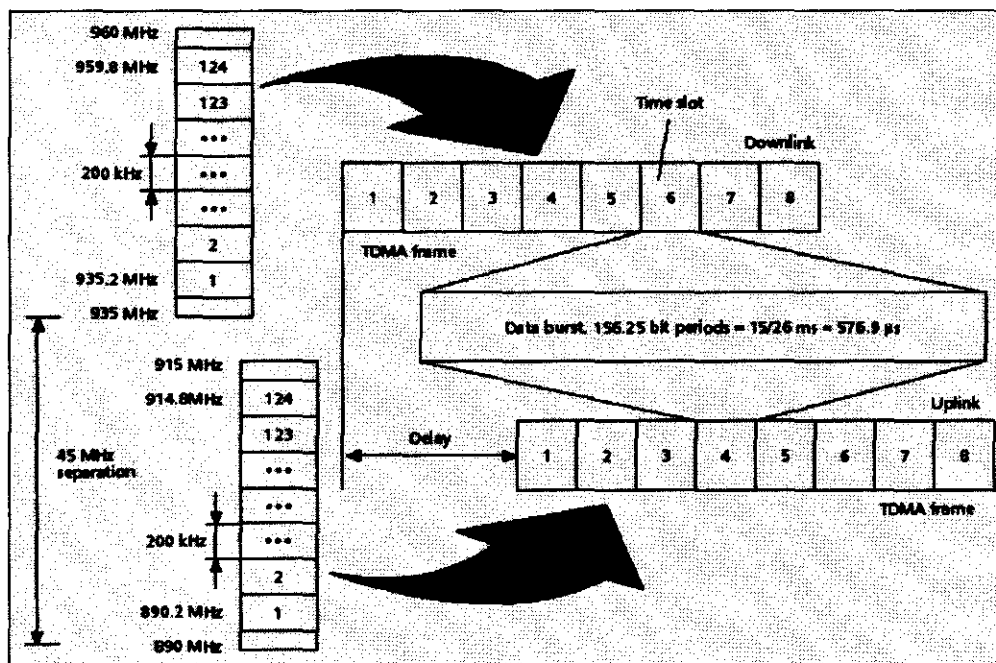 960 MHz
959.8 MHz
124
123
•••
200 kHz
•••
•••
2
935.2 MHz
1
935 MHz
Time slot
Downlink
1 2 3 4 5 6 7 8
TDMA frame
Data burst, 156.25 bit periods = 15/26 ms = 576.9 µs
45 MHz
separation
915 MHz
914.8MHz
124
123
•••
•••
200 kHz
•••
2
890.2 MHz
1
890 MHz
Delay
Uplink
1 2 3 4 5 6 7 8
TDMA frame